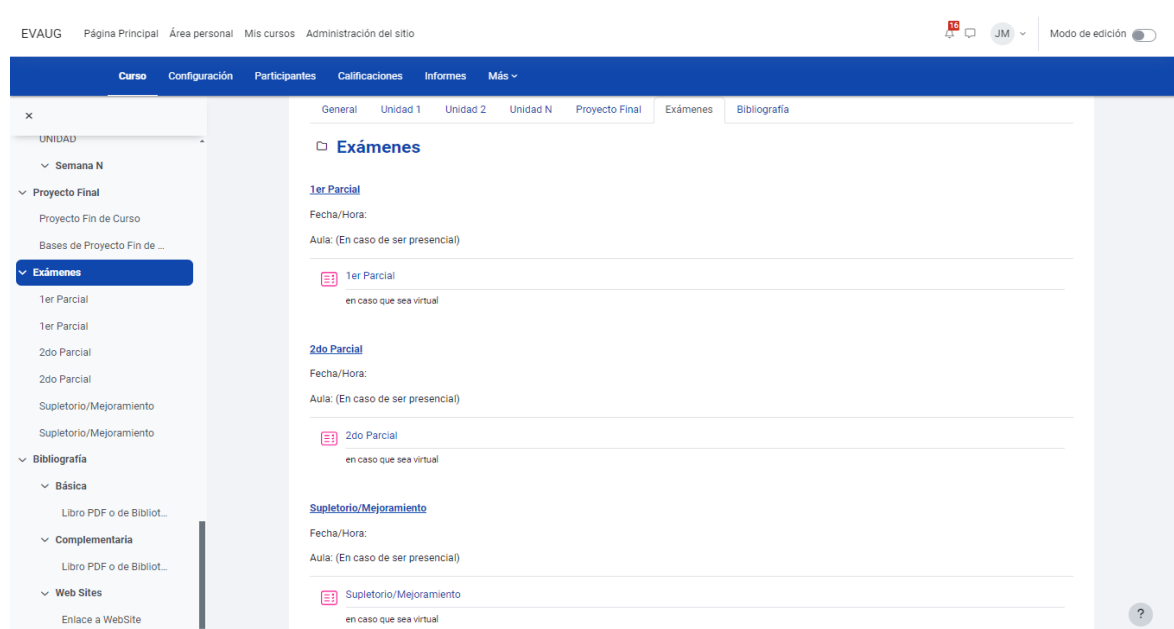 EVAUG Página Principal Área personal Mis cursos Administración del sitio 16 JM Modo de edición
Curso Configuración Participantes Calificaciones Informes Más
×
UNIDAD
Semana N
Proyecto Final
Proyecto Fin de Curso
Bases de Proyecto Fin de ...
Exámenes
1er Parcial
1er Parcial
2do Parcial
2do Parcial
Supletorio/Mejoramiento
Supletorio/Mejoramiento
Bibliografía
Básica
Libro PDF o de Bibliot...
Complementaria
Libro PDF o de Bibliot...
Web Sites
Enlace a WebSite
General Unidad 1 Unidad 2 Unidad N Proyecto Final Exámenes Bibliografía
Exámenes
1er Parcial
Fecha/Hora:
Aula: (En caso de ser presencial)
1er Parcial
en caso que sea virtual
2do Parcial
Fecha/Hora:
Aula: (En caso de ser presencial)
2do Parcial
en caso que sea virtual
Supletorio/Mejoramiento
Fecha/Hora:
Aula: (En caso de ser presencial)
Supletorio/Mejoramiento
en caso que sea virtual
?